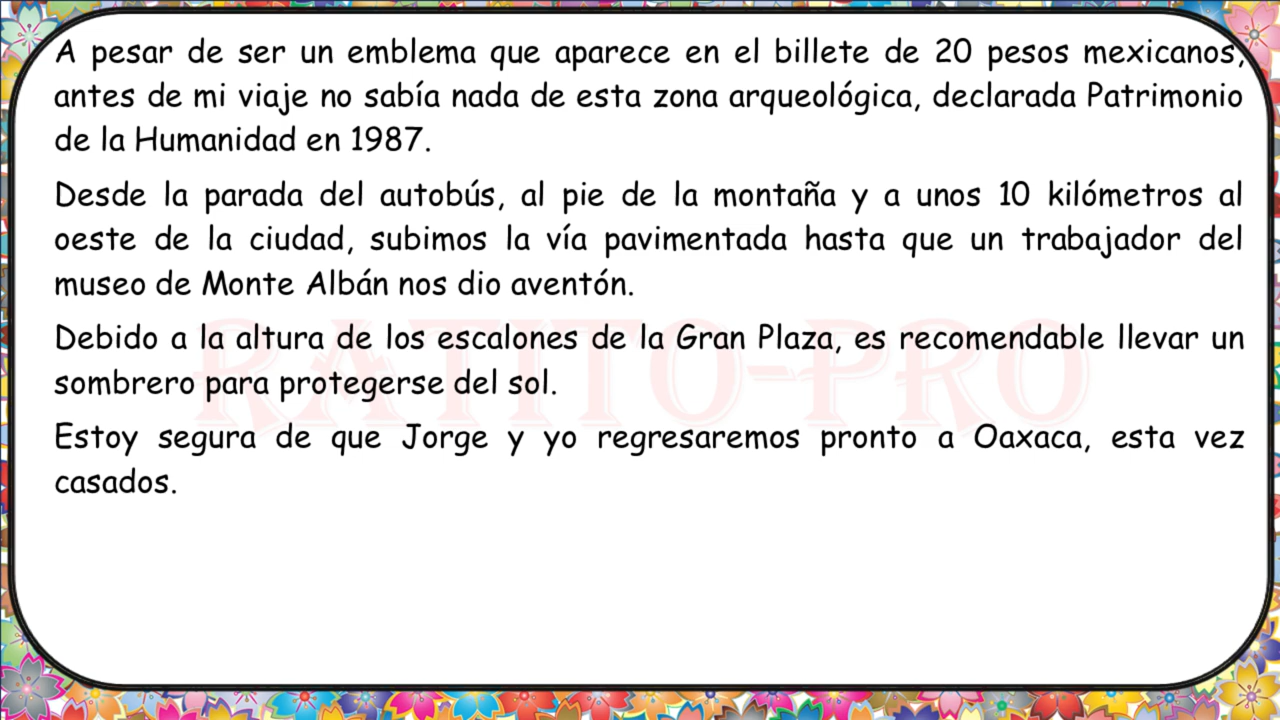 A pesar de ser un emblema que aparece en el billete de 20 pesos mexicanos,
antes de mi viaje no sabía nada de esta zona arqueológica, declarada Patrimonio
de la Humanidad en 1987.
Desde la parada del autobús, al pie de la montaña y a unos 10 kilómetros al
oeste de la ciudad, subimos la vía pavimentada hasta que un trabajador del
museo de Monte Albán nos dio aventón.
Debido a la altura de los escalones de la Gran Plaza, es recomendable llevar un
sombrero para protegerse del sol.
RATITO-PRO
Estoy segura de que Jorge y yo regresaremos pronto a Oaxaca, esta vez
casados.